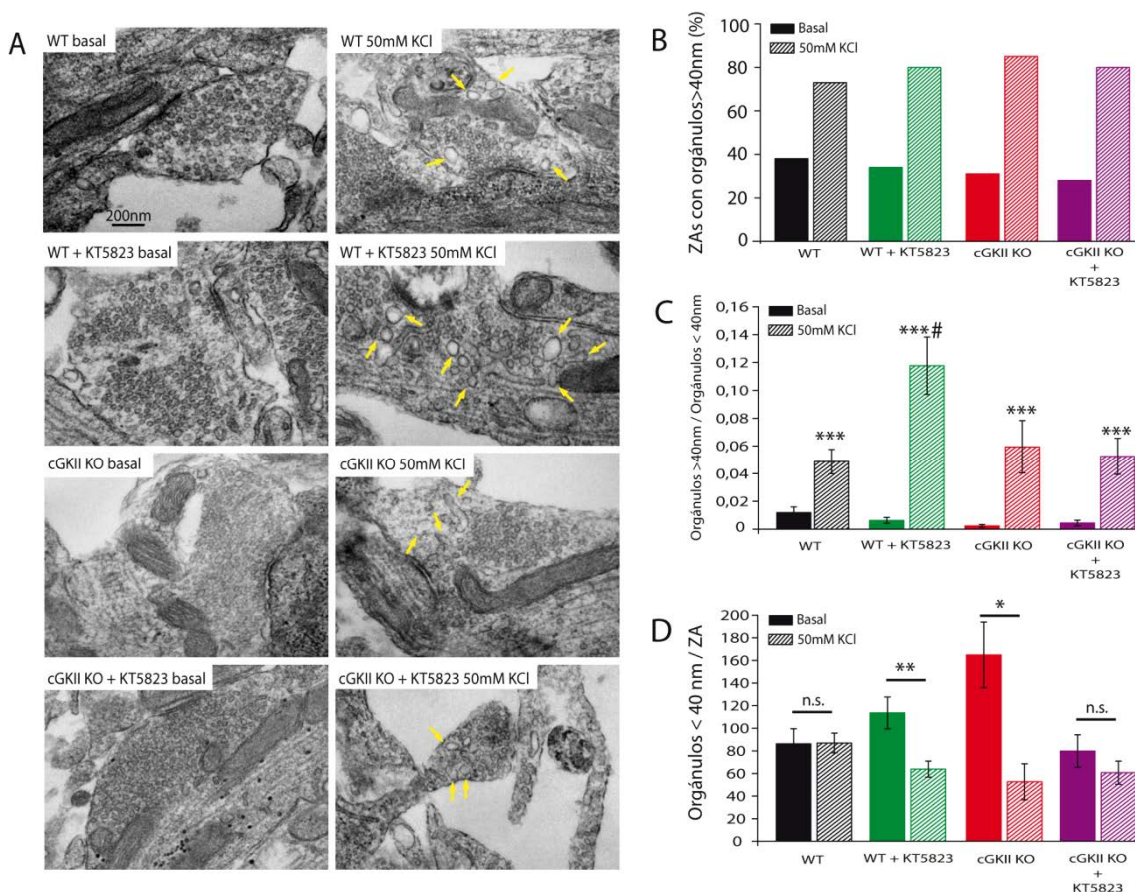 A
WT basal
200nm
WT 50mM KCl
WT + KT5823 basal
WT + KT5823 50mM KCl
cGKII KO basal
cGKII KO 50mM KCl
cGKII KO + KT5823 basal
cGKII KO + KT5823 50mM KCl
B
ZAs con orgánulos>40nm (%)
Basal
50mM KCl
80
60
40
20
0
WT
WT + KT5823
cGKII KO
cGKII KO
+
KT5823
C
Orgánulos >40nm / Orgánulos < 40nm
Basal
50mM KCl
0,16
0,14
0,12
0,10
0,08
0,06
0,04
0,02
0
***
***#
***
***
WT
WT + KT5823
cGKII KO
cGKII KO
+
KT5823
D
Orgánulos < 40 nm / ZA
Basal
50mM KCl
200
180
160
140
120
100
80
60
40
20
0
n.s.
**
*
n.s.
WT
WT + KT5823
cGKII KO
cGKII KO
+
KT5823